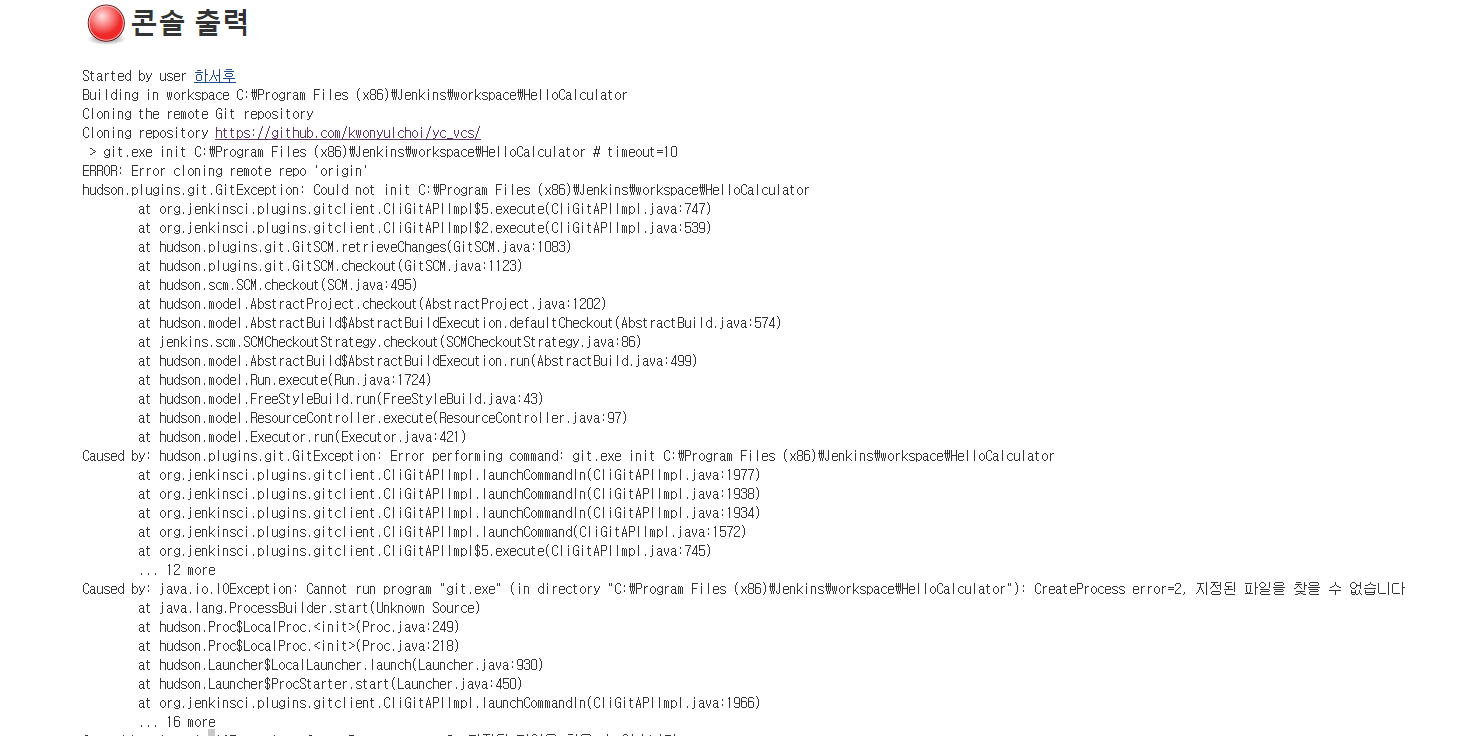 콘솔 출력
Started by user 하서후
Building in workspace C:₩Program Files (x86)₩Jenkins₩workspace₩HelloCalculator
Cloning the remote Git repository
Cloning repository https://github.com/kwonyulchoi/yc_vcs/
 > git.exe init C:₩Program Files (x86)₩Jenkins₩workspace₩HelloCalculator # timeout=10
ERROR: Error cloning remote repo 'origin'
hudson.plugins.git.GitException: Could not init C:₩Program Files (x86)₩Jenkins₩workspace₩HelloCalculator
	at org.jenkinsci.plugins.gitclient.CliGitAPIImpl$5.execute(CliGitAPIImpl.java:747)
	at org.jenkinsci.plugins.gitclient.CliGitAPIImpl$2.execute(CliGitAPIImpl.java:539)
	at hudson.plugins.git.GitSCM.retrieveChanges(GitSCM.java:1083)
	at hudson.plugins.git.GitSCM.checkout(GitSCM.java:1123)
	at hudson.scm.SCM.checkout(SCM.java:495)
	at hudson.model.AbstractProject.checkout(AbstractProject.java:1202)
	at hudson.model.AbstractBuild$AbstractBuildExecution.defaultCheckout(AbstractBuild.java:574)
	at jenkins.scm.SCMCheckoutStrategy.checkout(SCMCheckoutStrategy.java:86)
	at hudson.model.AbstractBuild$AbstractBuildExecution.run(AbstractBuild.java:499)
	at hudson.model.Run.execute(Run.java:1724)
	at hudson.model.FreeStyleBuild.run(FreeStyleBuild.java:43)
	at hudson.model.ResourceController.execute(ResourceController.java:97)
	at hudson.model.Executor.run(Executor.java:421)
Caused by: hudson.plugins.git.GitException: Error performing command: git.exe init C:₩Program Files (x86)₩Jenkins₩workspace₩HelloCalculator
	at org.jenkinsci.plugins.gitclient.CliGitAPIImpl.launchCommandIn(CliGitAPIImpl.java:1977)
	at org.jenkinsci.plugins.gitclient.CliGitAPIImpl.launchCommandIn(CliGitAPIImpl.java:1938)
	at org.jenkinsci.plugins.gitclient.CliGitAPIImpl.launchCommandIn(CliGitAPIImpl.java:1934)
	at org.jenkinsci.plugins.gitclient.CliGitAPIImpl.launchCommand(CliGitAPIImpl.java:1572)
	at org.jenkinsci.plugins.gitclient.CliGitAPIImpl$5.execute(CliGitAPIImpl.java:745)
	... 12 more
Caused by: java.io.IOException: Cannot run program "git.exe" (in directory "C:₩Program Files (x86)₩Jenkins₩workspace₩HelloCalculator"): CreateProcess error=2, 지정된 파일을 찾을 수 없습니다
	at java.lang.ProcessBuilder.start(Unknown Source)
	at hudson.Proc$LocalProc.<init>(Proc.java:249)
	at hudson.Proc$LocalProc.<init>(Proc.java:218)
	at hudson.Launcher$LocalLauncher.launch(Launcher.java:930)
	at hudson.Launcher$ProcStarter.start(Launcher.java:450)
	at org.jenkinsci.plugins.gitclient.CliGitAPIImpl.launchCommandIn(CliGitAPIImpl.java:1966)
	... 16 more